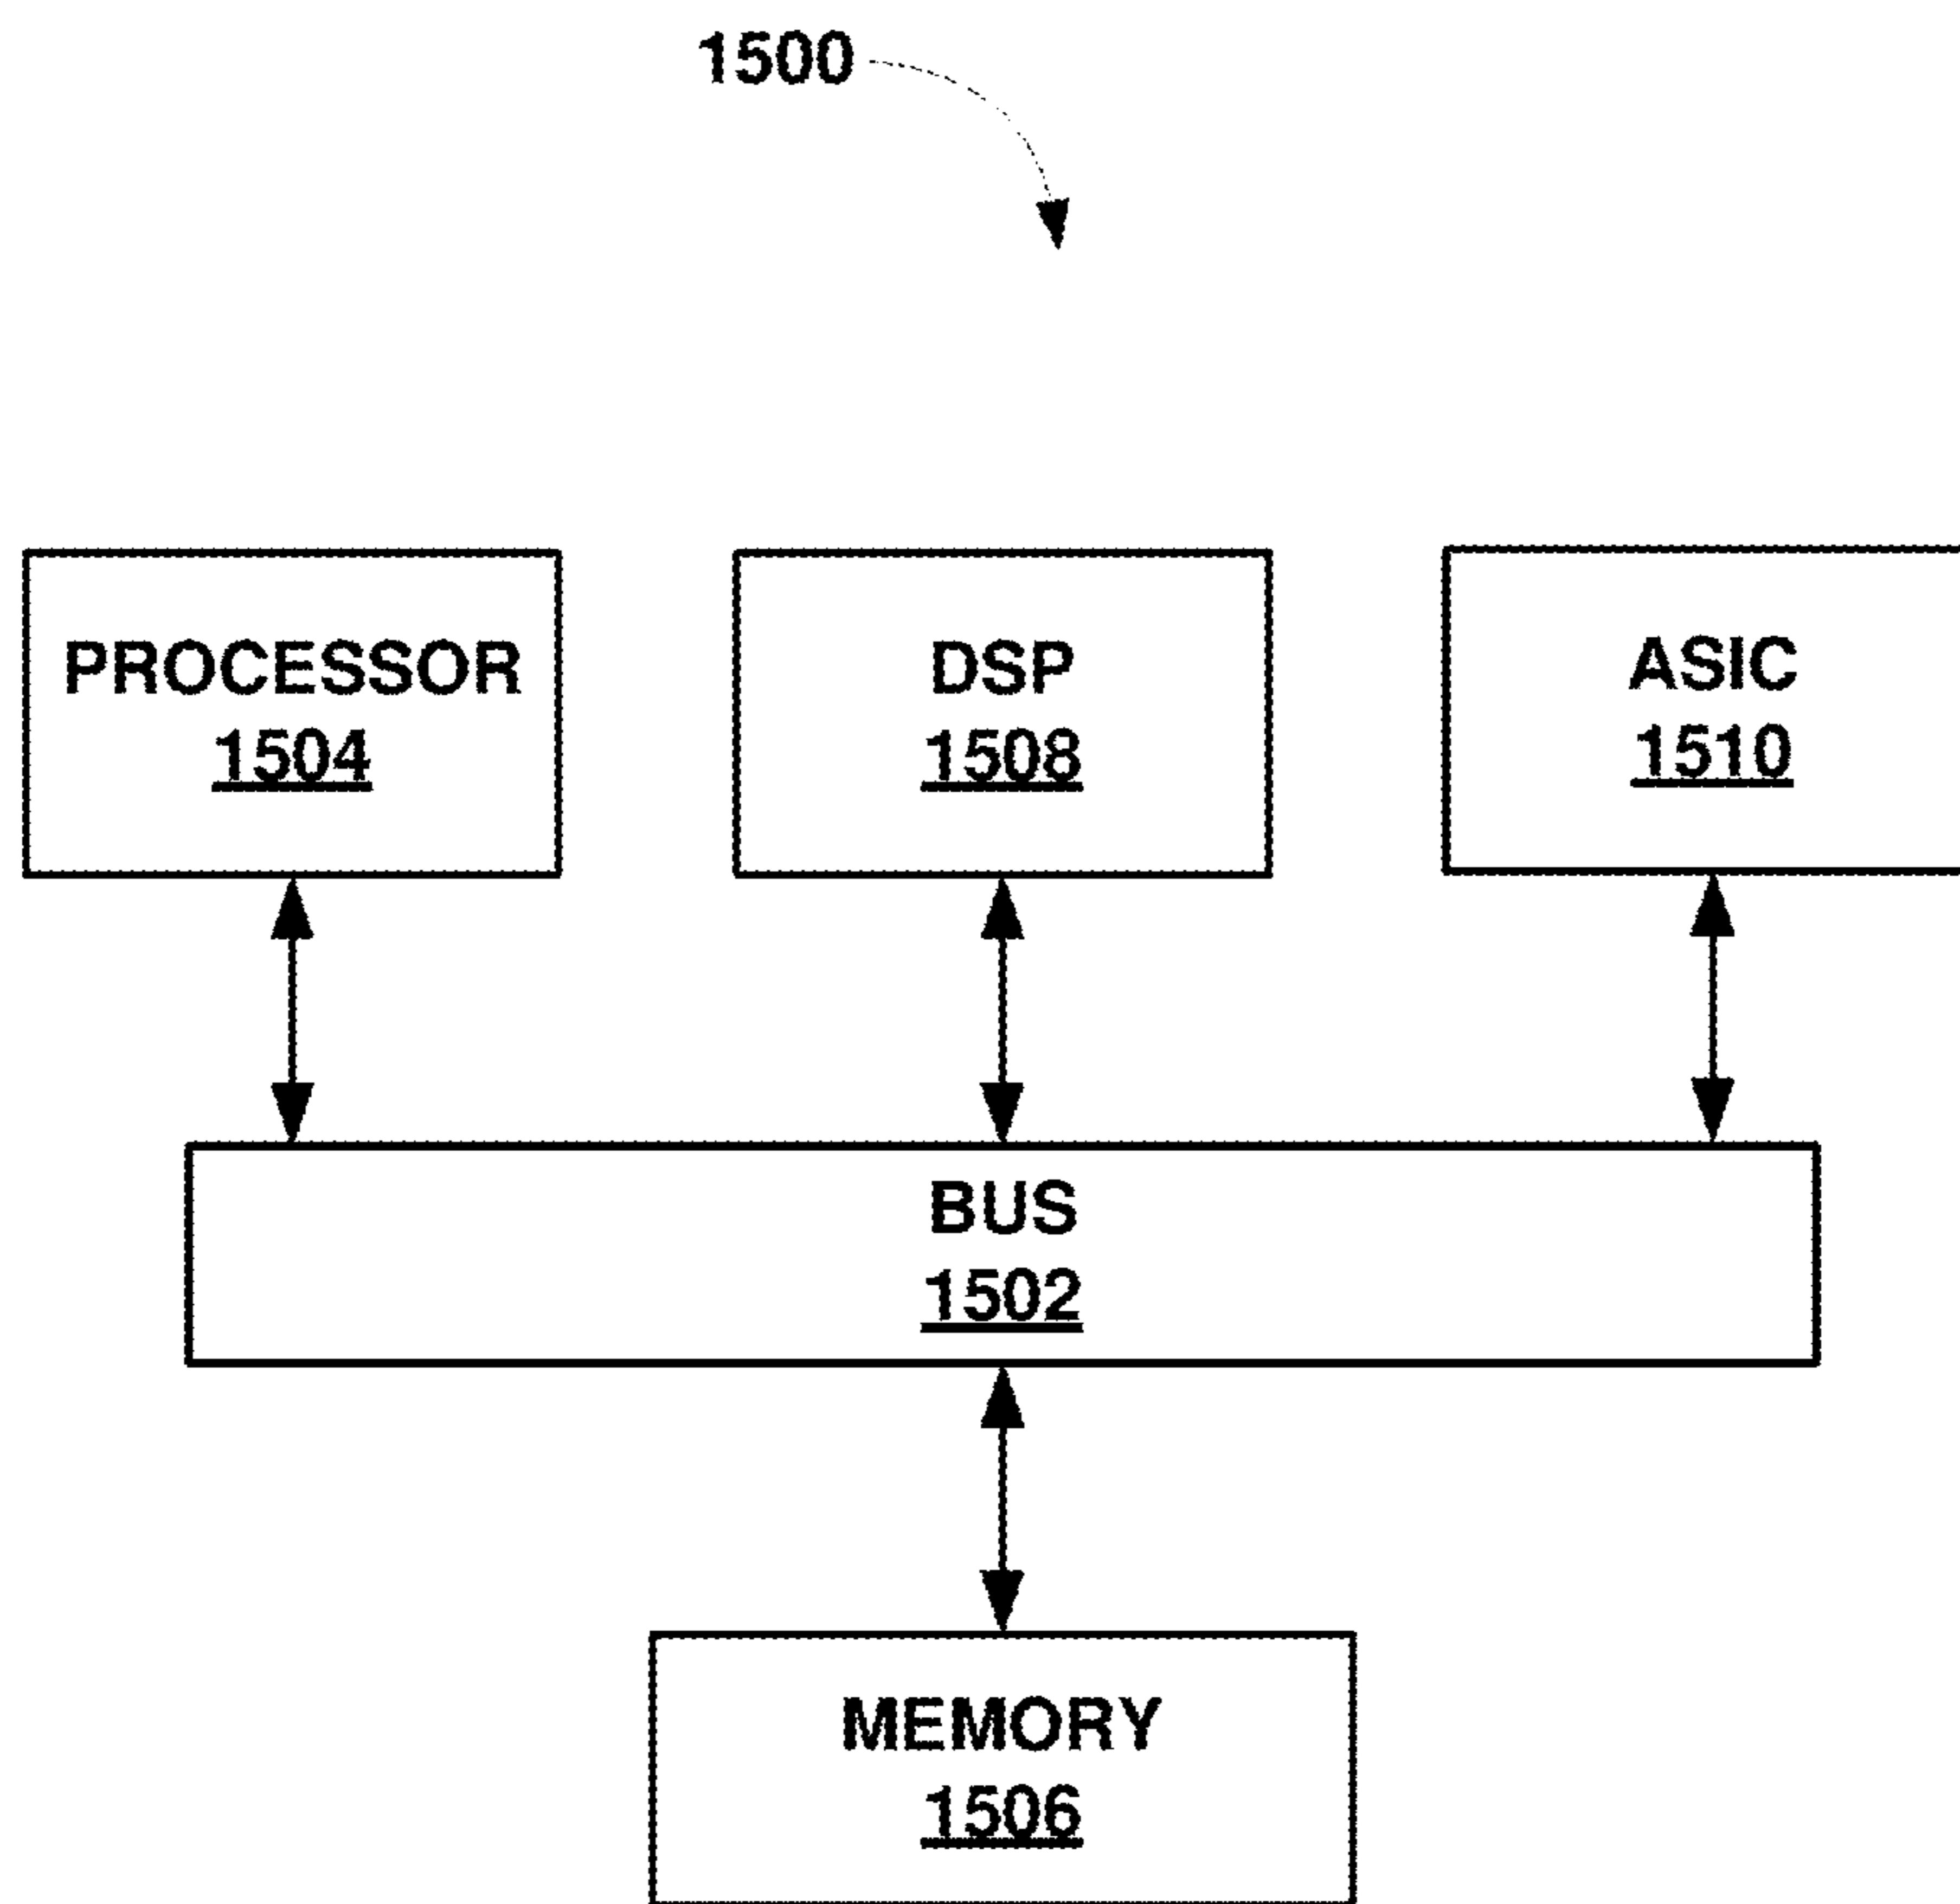 1500
PROCESSOR
1504
DSP
1508
ASIC
1510
BUS
1502
MEMORY
1506